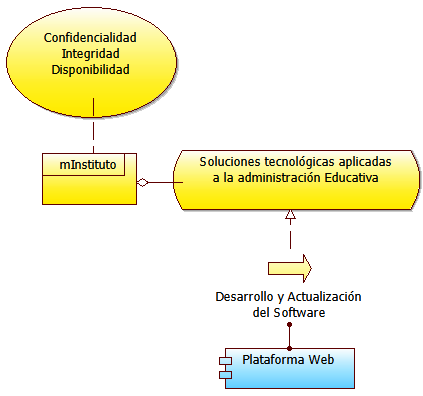 Confidencialidad
Integridad
Disponibilidad
mInstituto
Soluciones tecnológicas aplicadas
a la administración Educativa
Desarrollo y Actualización
del Software
Plataforma Web